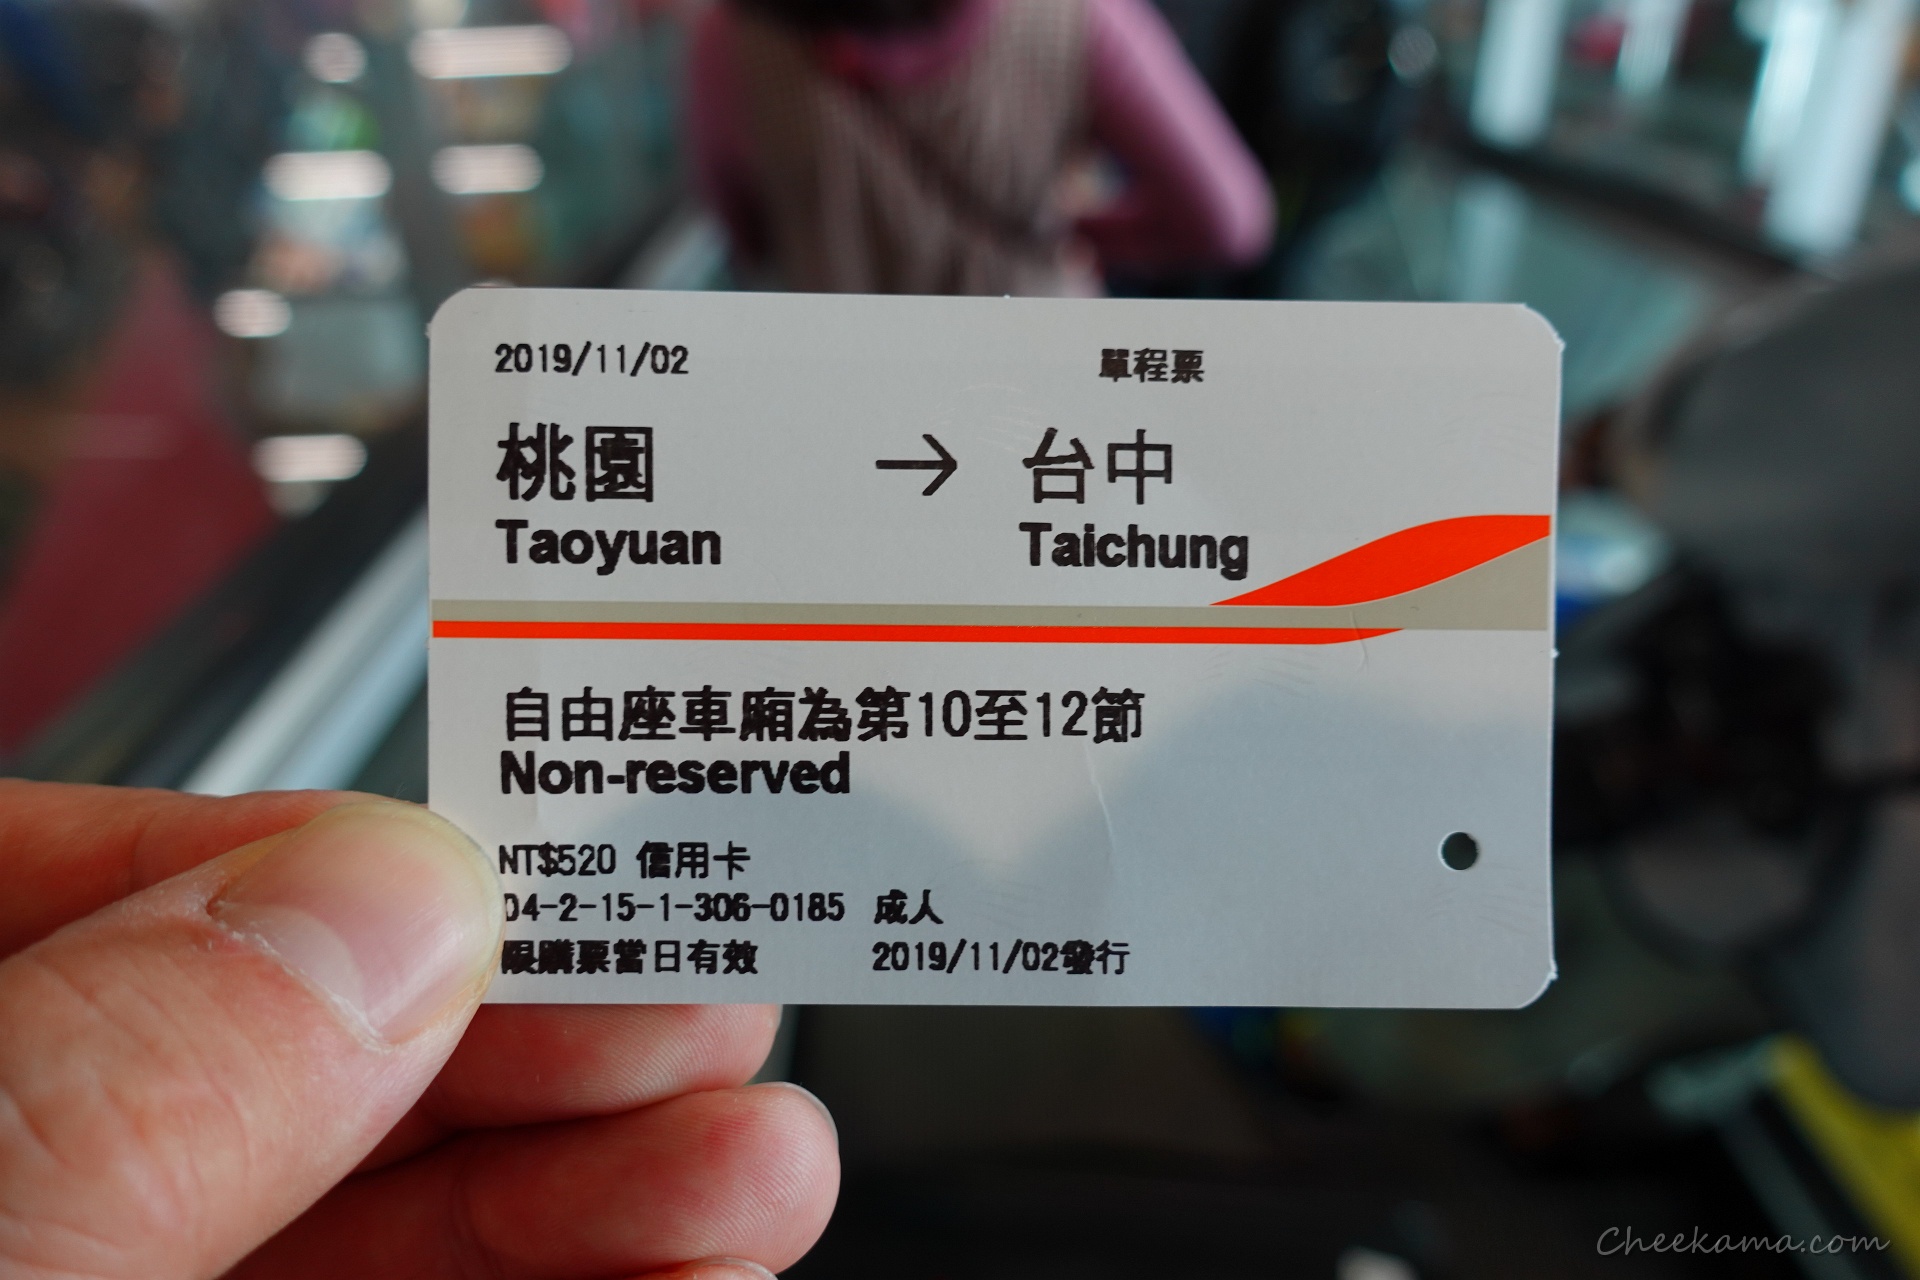 2019/11/02 單程票
桃園 → 台中
Taoyuan Taichung
自由座車廂為第10至12節
Non-reserved
NT$520 信用卡
04-2-15-1-306-0185 成人
限購票當日有效 2019/11/02發行
Cheekama.com